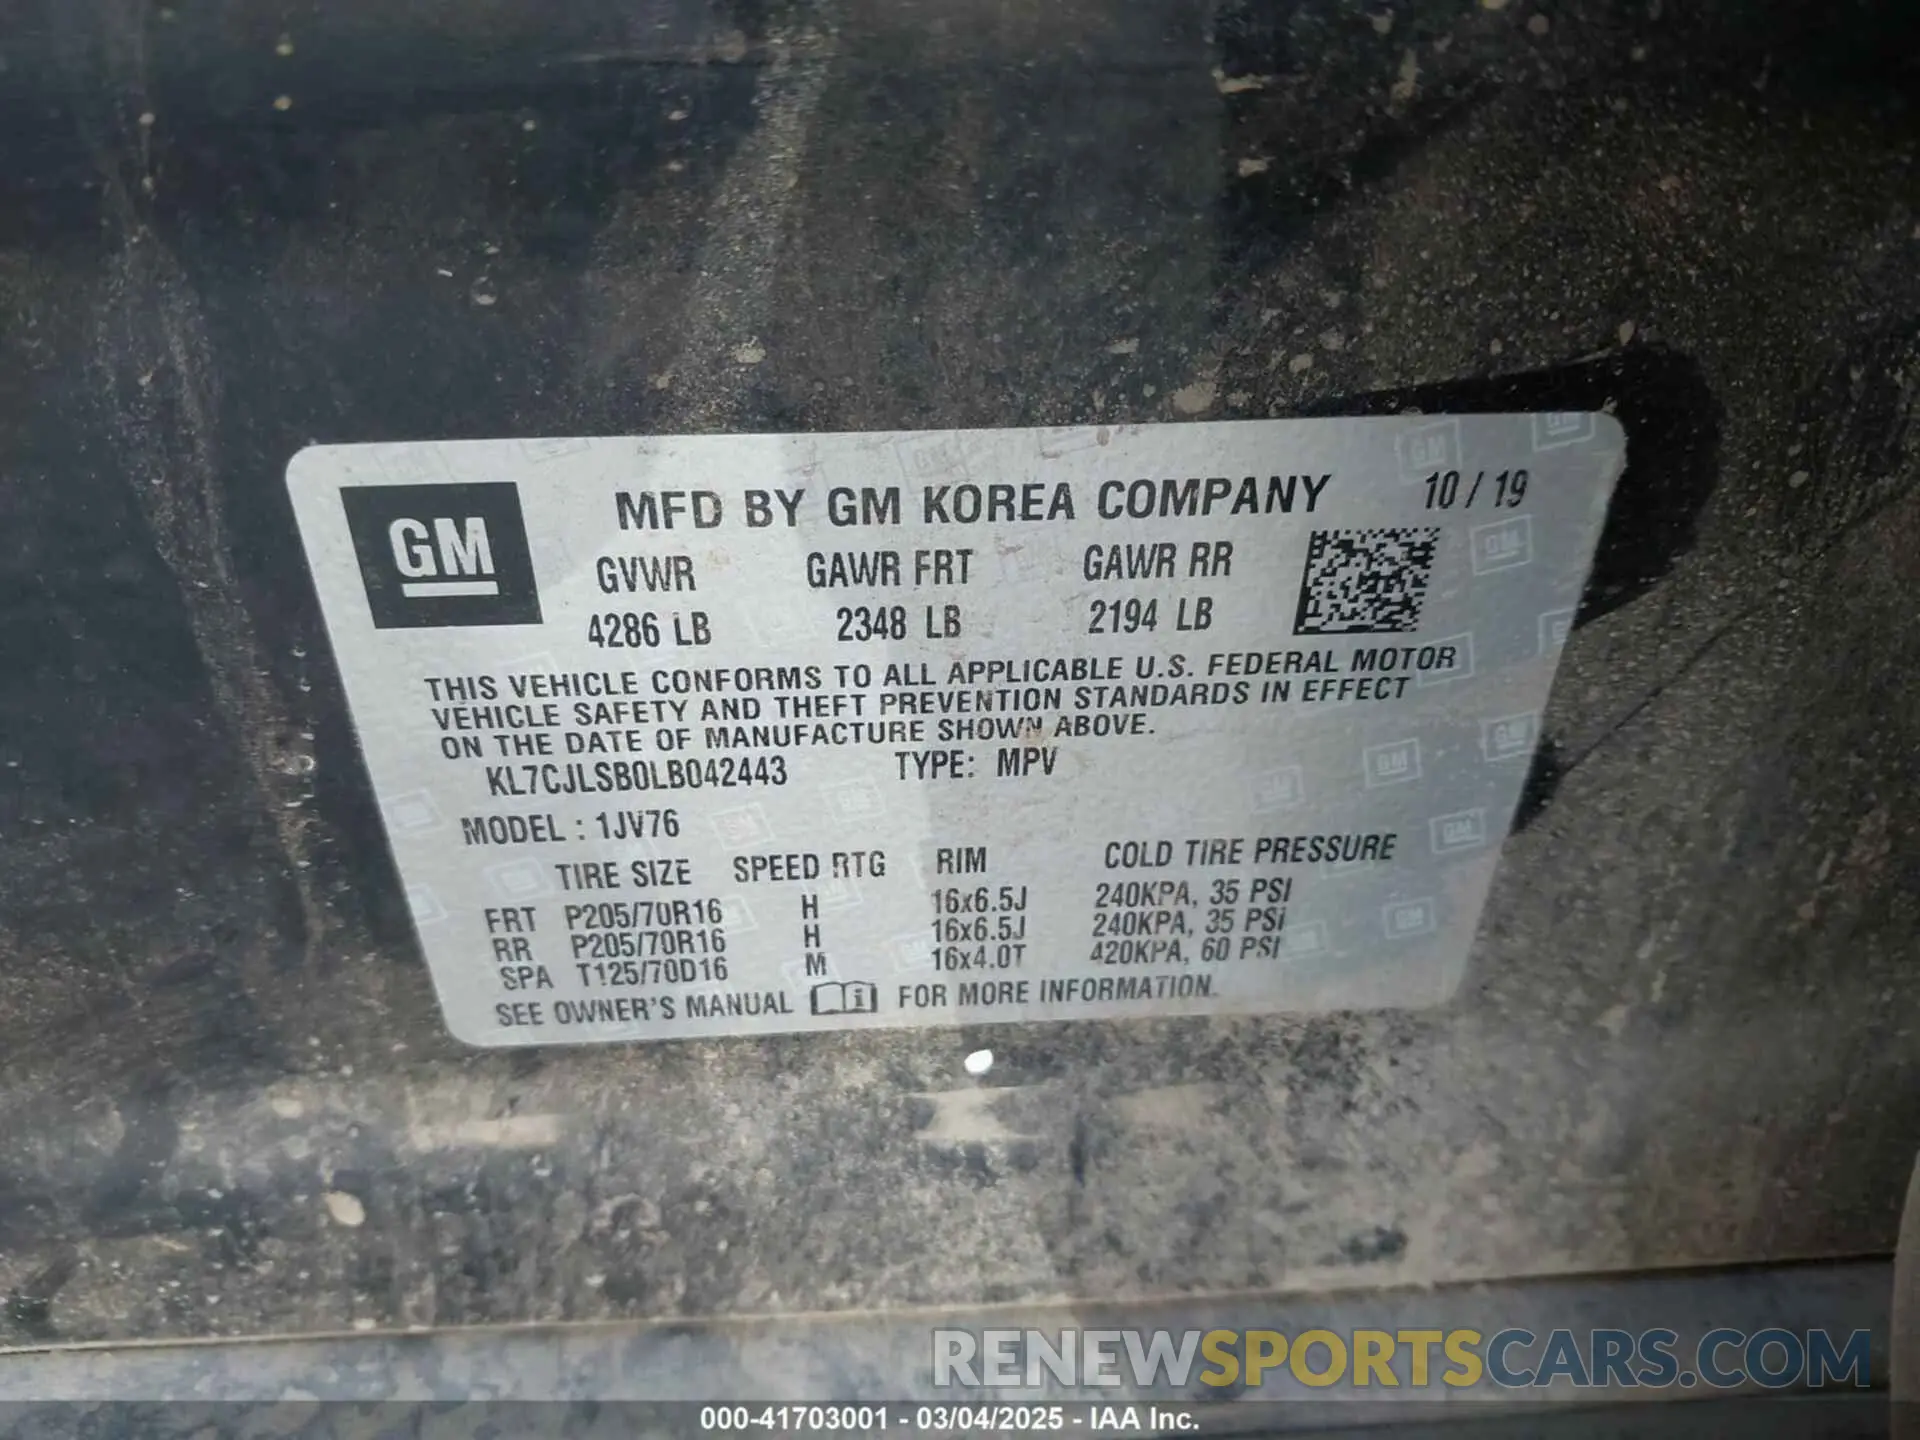 GM
MFD BY GM KOREA COMPANY 10 / 19
GVWR GAWR FRT GAWR RR
4286 LB 2348 LB 2194 LB
THIS VEHICLE CONFORMS TO ALL APPLICABLE U.S. FEDERAL MOTOR
VEHICLE SAFETY AND THEFT PREVENTION STANDARDS IN EFFECT
ON THE DATE OF MANUFACTURE SHOWN ABOVE.
KL7CJLSB0LB042443 TYPE: MPV
MODEL : 1JV76
TIRE SIZE SPEED RTG RIM COLD TIRE PRESSURE
FRT P205/70R16 H 16x6.5J 240KPA, 35 PSI
RR P205/70R16 H 16x6.5J 240KPA, 35 PSI
SPA T125/70D16 M 16x4.0T 420KPA, 60 PSI
SEE OWNER'S MANUAL i FOR MORE INFORMATION.
RENEWSPORTSCARS.COM
000-41703001 - 03/04/2025 - IAA Inc.